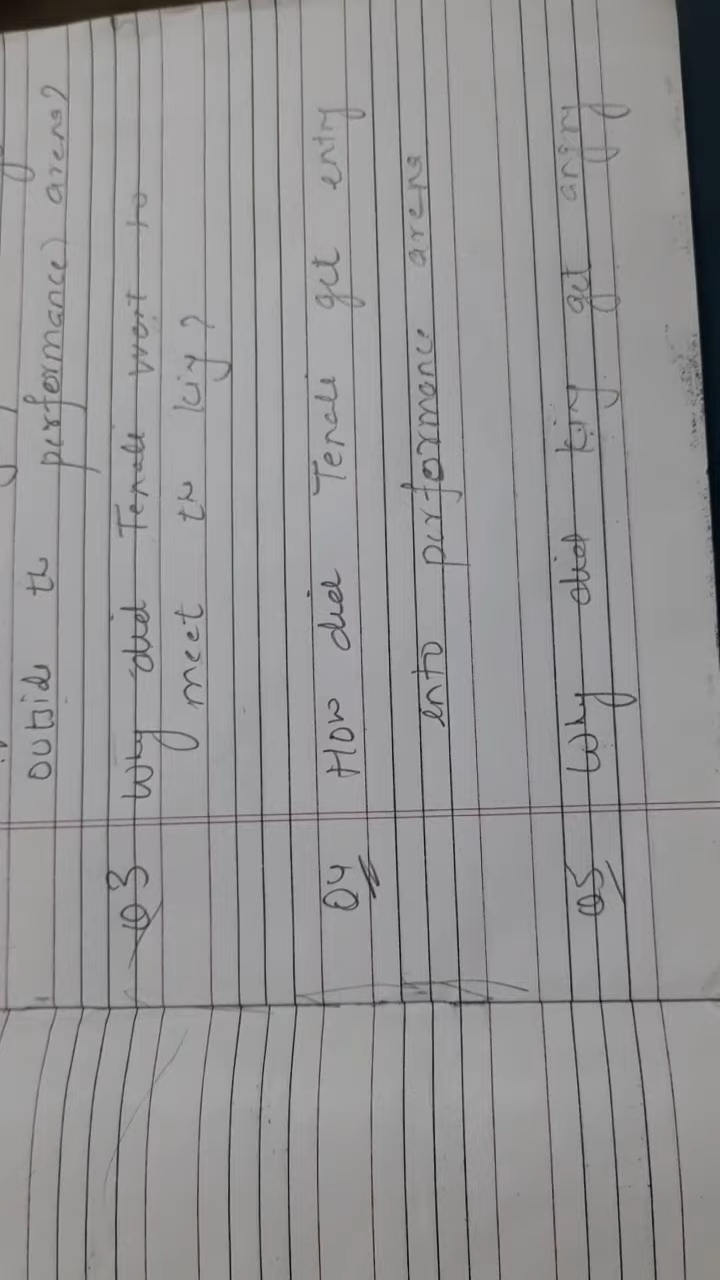 outside the performance) arena?
Q3 Why did Tenali want to
meet the king?
Q4 How did Tenali get entry
into performance arena
Q5 Why did king get angry